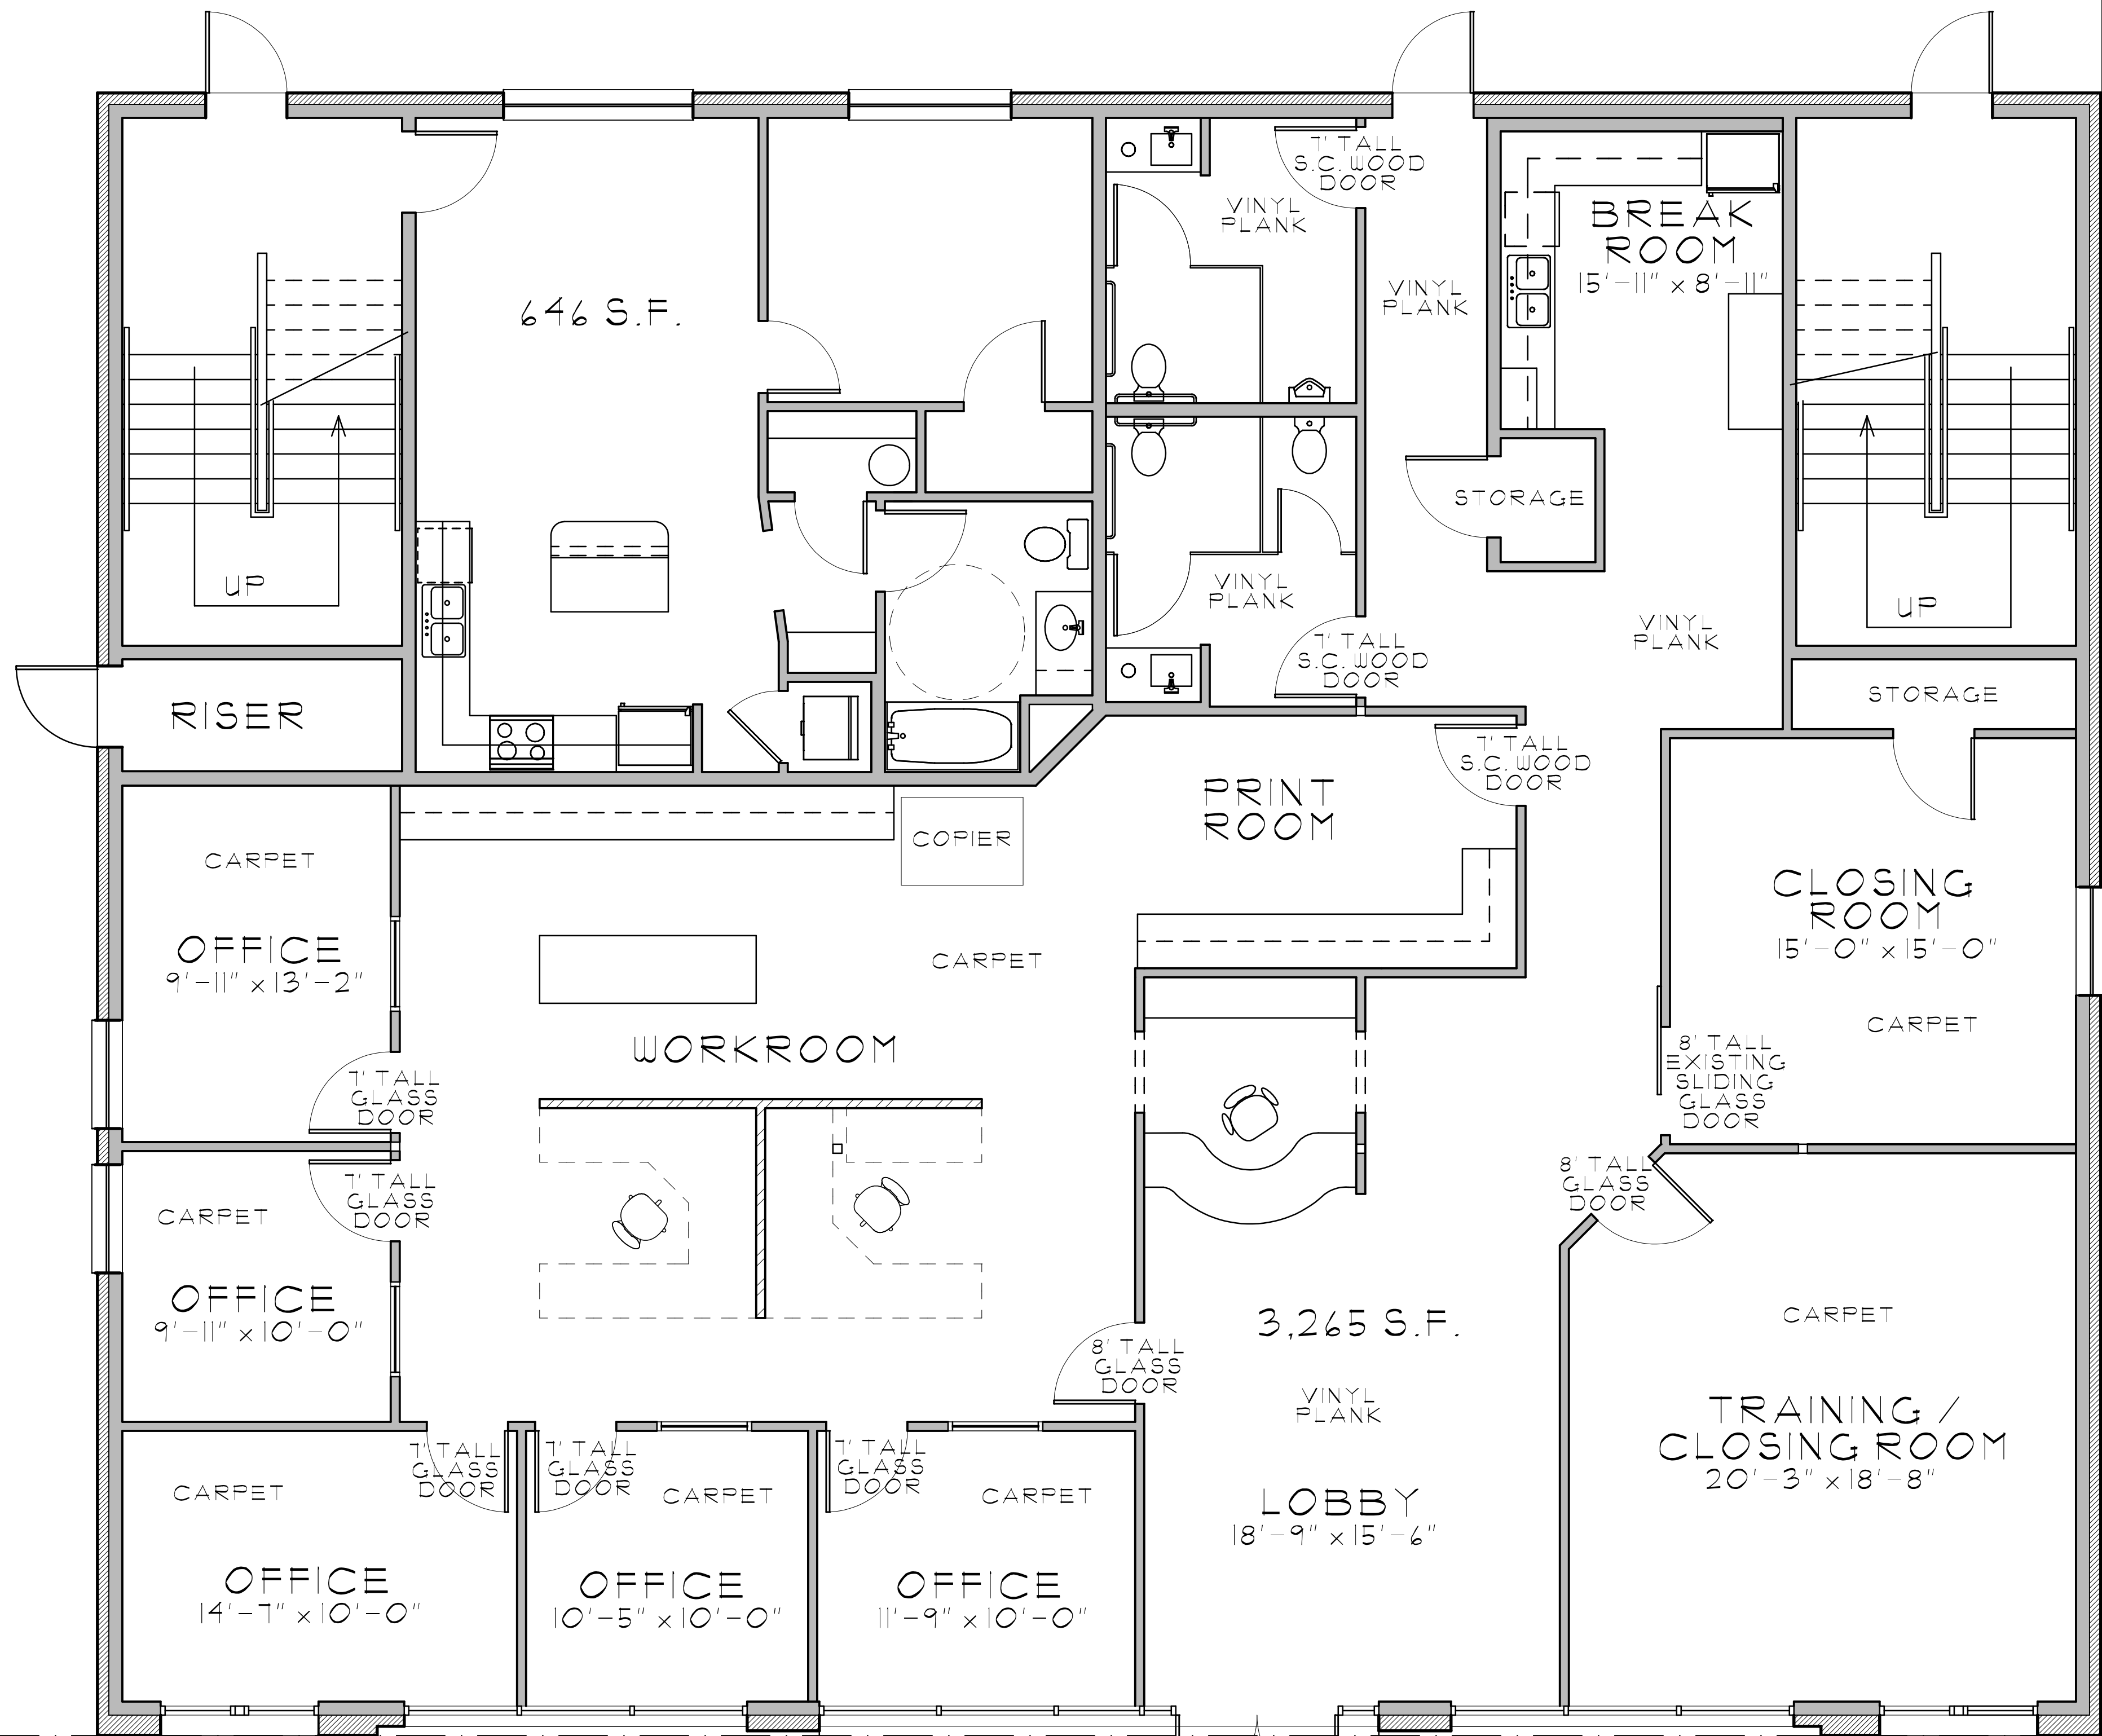 7' TALL
S.C. WOOD
DOOR
VINYL
PLANK
BREAK
ROOM
15'-11" x 8'-11"
VINYL
PLANK
646 S.F.
STORAGE
UP
VINYL
PLANK
UP
VINYL
PLANK
7' TALL
S.C. WOOD
DOOR
STORAGE
RISER
7' TALL
S.C. WOOD
DOOR
PRINT
ROOM
COPIER
CARPET
CLOSING
ROOM
15'-0" x 15'-0"
OFFICE
9'-11" x 13'-2"
CARPET
CARPET
WORKROOM
8' TALL
EXISTING
SLIDING
GLASS
DOOR
7' TALL
GLASS
DOOR
8' TALL
GLASS
DOOR
7' TALL
GLASS
DOOR
CARPET
OFFICE
9'-11" x 10'-0"
3,265 S.F.
CARPET
8' TALL
GLASS
DOOR
VINYL
PLANK
TRAINING /
CLOSING ROOM
20'-3" x 18'-8"
7' TALL
GLASS
DOOR
7' TALL
GLASS
DOOR
7' TALL
GLASS
DOOR
CARPET
CARPET
CARPET
LOBBY
18'-9" x 15'-6"
OFFICE
14'-7" x 10'-0"
OFFICE
10'-5" x 10'-0"
OFFICE
11'-9" x 10'-0"